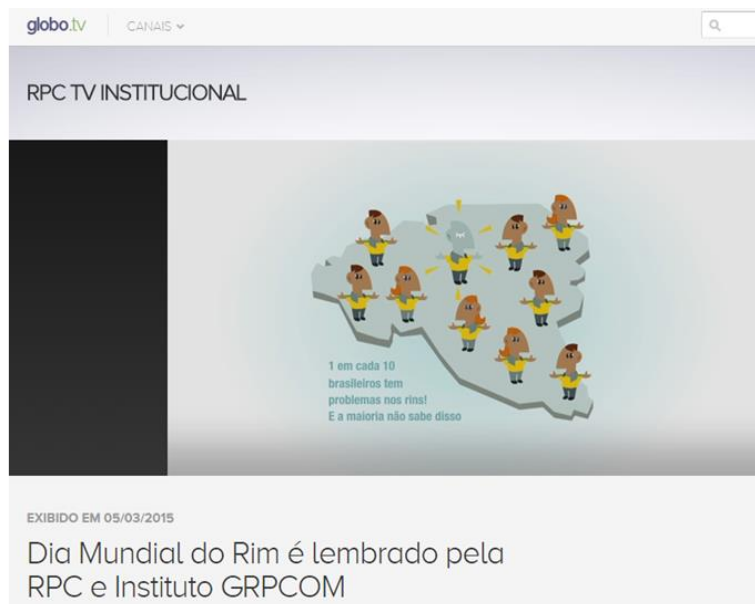 globo.tv
CANAIS
RPC TV INSTITUCIONAL
1 em cada 10
brasileiros tem
problemas nos rins!
E a maioria não sabe disso
EXIBIDO EM 05/03/2015
Dia Mundial do Rim é lembrado pela
RPC e Instituto GRPCOM